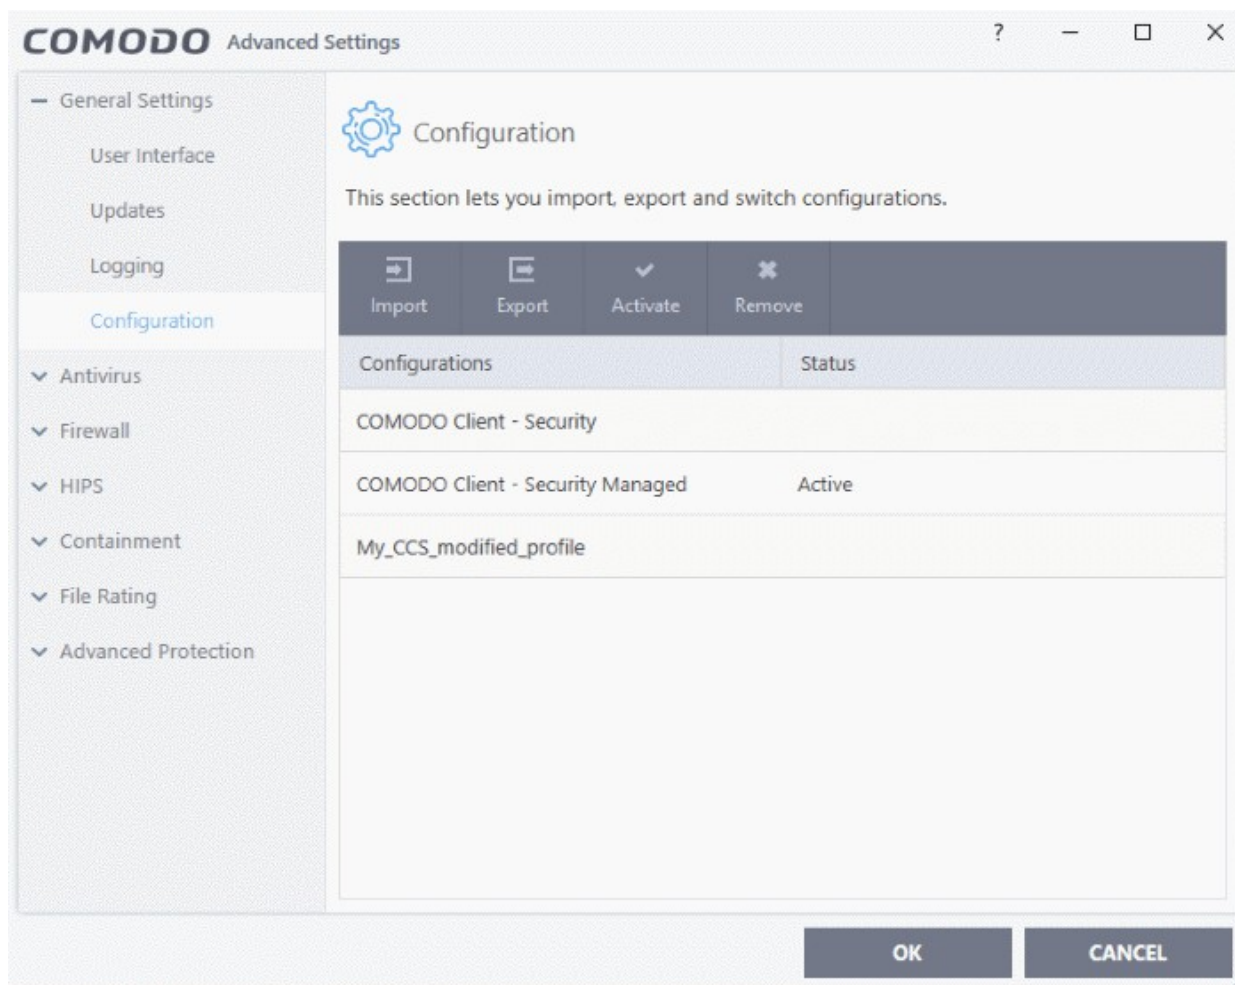 COMODO Advanced Settings ?
General Settings
User Interface
Updates
Logging
Configuration
Antivirus
Firewall
HIPS
Containment
File Rating
Advanced Protection
Configuration
This section lets you import, export and switch configurations.
Import Export Activate Remove
Configurations Status
COMODO Client - Security
COMODO Client - Security Managed Active
My_CCS_modified_profile
OK CANCEL